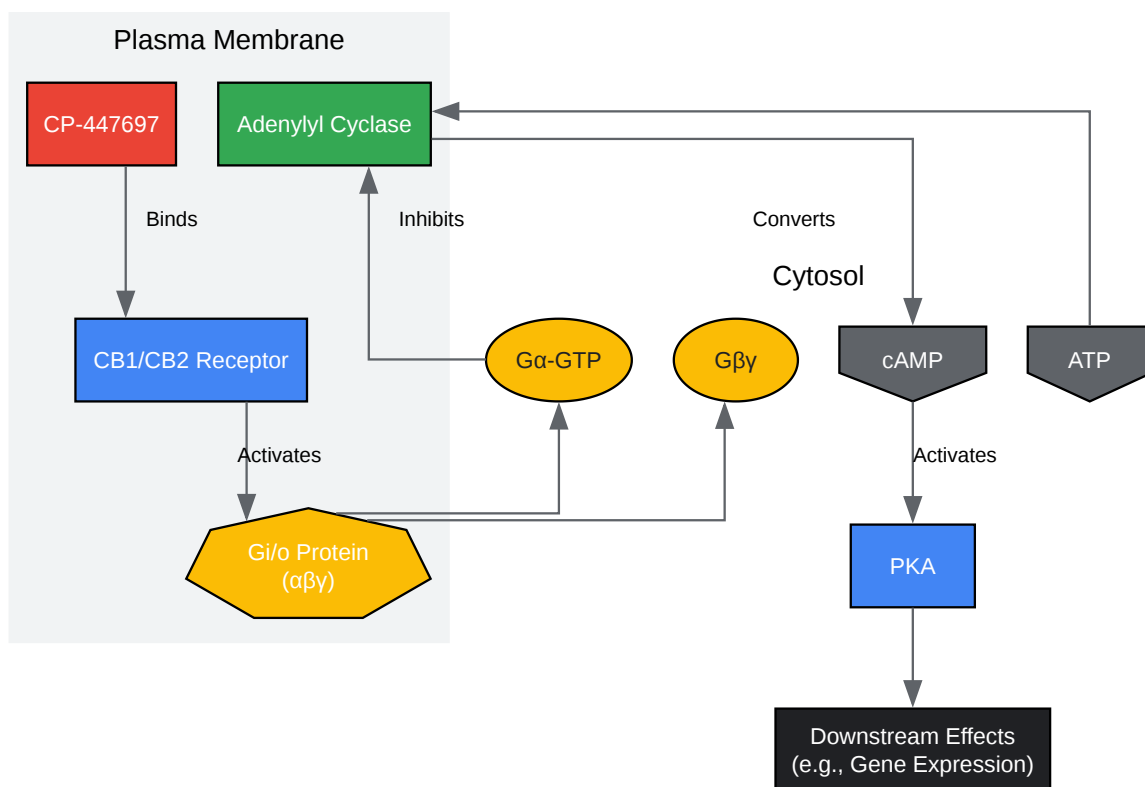 Plasma Membrane
CP-447697
Adenylyl Cyclase
Binds
Inhibits
Converts
Cytosol
CB1/CB2 Receptor
Gα-GTP
Gβγ
cAMP
ATP
Activates
Activates
Gi/o Protein
(αβγ)
PKA
Downstream Effects
(e.g., Gene Expression)